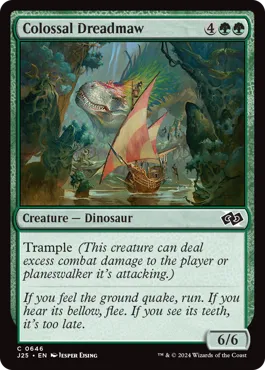 Colossal Dreadmaw 4
Creature — Dinosaur
Trample (This creature can deal
excess combat damage to the player or
planeswalker it's attacking.)
If you feel the ground quake, run. If you
hear its bellow, flee. If you see its teeth,
it's too late.
6/6
C 0646
J25 • EN Jesper Ejsing
™ & © 2024 Wizards of the Coast